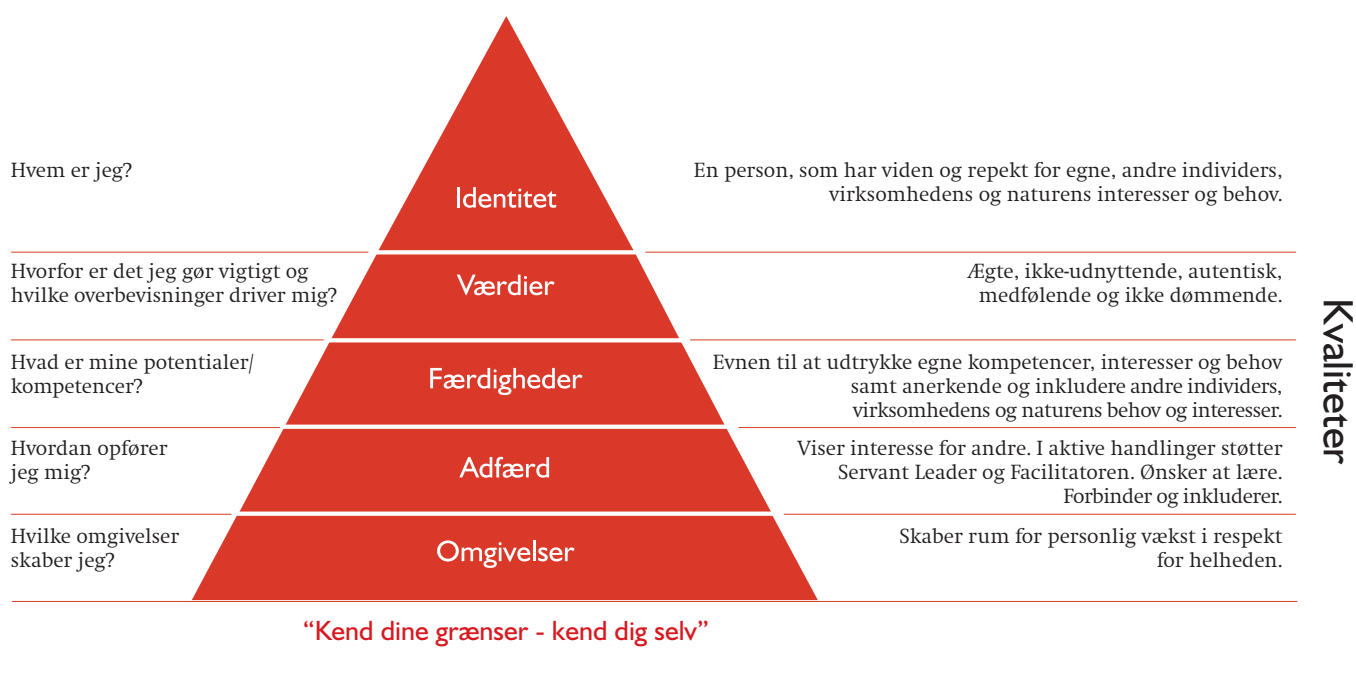 Hvem er jeg?
Identitet
En person, som har viden og repekt for egne, andre individers,
virksomhedens og naturens interesser og behov.
Hvorfor er det jeg gør vigtigt og
hvilke overbevisninger driver mig?
Værdier
Ægte, ikke-udnyttende, autentisk,
medfølende og ikke dømmende.
Hvad er mine potentialer/
kompetencer?
Færdigheder
Evnen til at udtrykke egne kompetencer, interesser og behov
samt anerkende og inkludere andre individers,
virksomhedens og naturens behov og interesser.
Hvordan opfører
jeg mig?
Adfærd
Viser interesse for andre. I aktive handlinger støtter
Servant Leader og Facilitatoren. Ønsker at lære.
Forbinder og inkluderer.
Hvilke omgivelser
skaber jeg?
Omgivelser
Skaber rum for personlig vækst i respekt
for helheden.
Kvaliteter
“Kend dine grænser - kend dig selv”